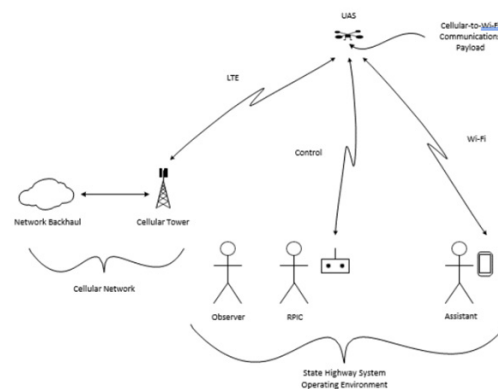 UAS
Cellular-to-Wi-Fi
Communications
Payload
LTE
Control
Wi-Fi
Network Backhaul
Cellular Tower
Cellular Network
Observer
RPIC
Assistant
State Highway System
Operating Environment